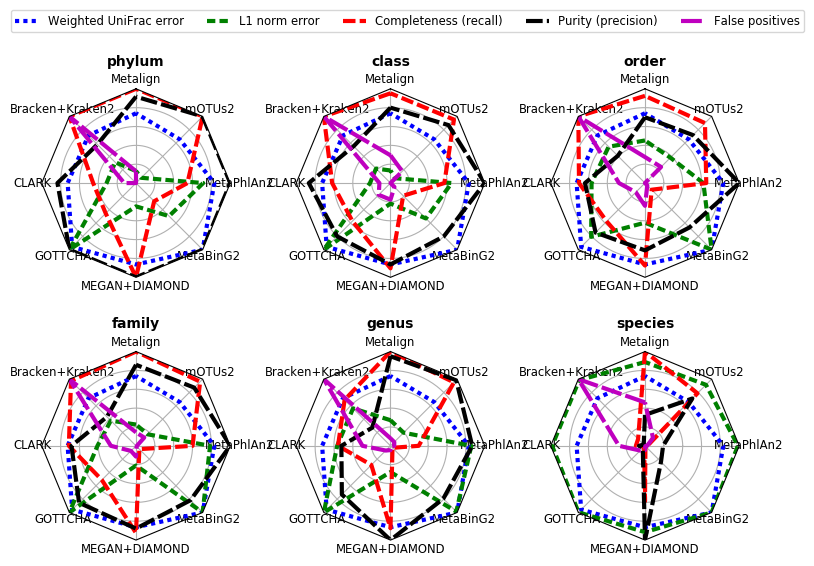 Weighted UniFrac error L1 norm error Completeness (recall) Purity (precision) False positives
phylum class order
Metalign Metalign Metalign
Bracken+Kraken2 mOTUs2 Bracken+Kraken2 mOTUs2 Bracken+Kraken2 mOTUs2
CLARK MetaPhlAn2 CLARK MetaPhlAn2 CLARK MetaPhlAn2
GOTTCHA MetaBinG2 GOTTCHA MetaBinG2 GOTTCHA MetaBinG2
MEGAN+DIAMOND MEGAN+DIAMOND MEGAN+DIAMOND
family genus species
Metalign Metalign Metalign
Bracken+Kraken2 mOTUs2 Bracken+Kraken2 mOTUs2 Bracken+Kraken2 mOTUs2
CLARK MetaPhlAn2 CLARK MetaPhlAn2 CLARK MetaPhlAn2
GOTTCHA MetaBinG2 GOTTCHA MetaBinG2 GOTTCHA MetaBinG2
MEGAN+DIAMOND MEGAN+DIAMOND MEGAN+DIAMOND